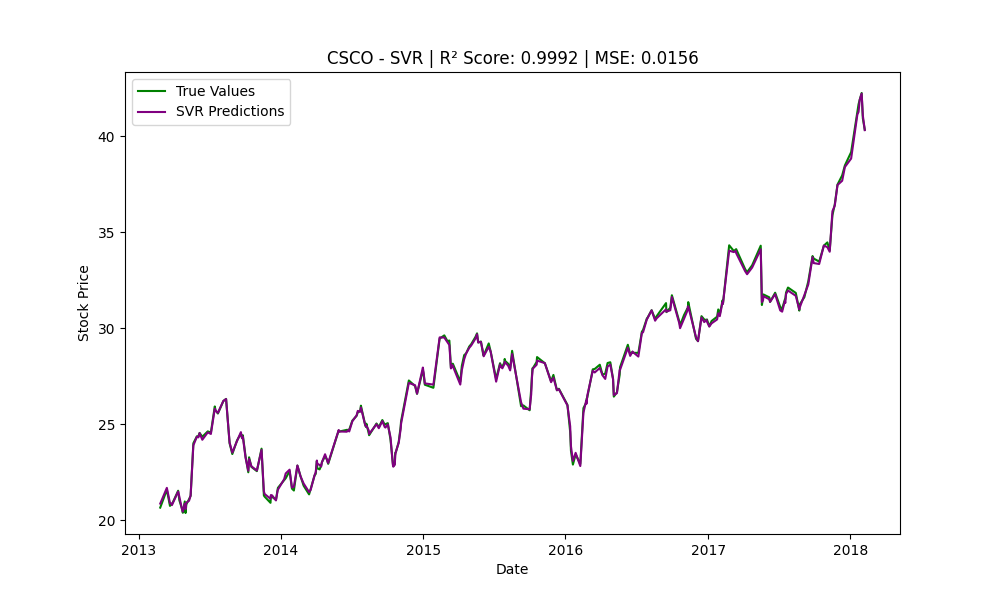 CSCO - SVR | R² Score: 0.9992 | MSE: 0.0156
True Values
SVR Predictions
Stock Price
40
35
30
25
20
2013 2014 2015 2016 2017 2018
Date